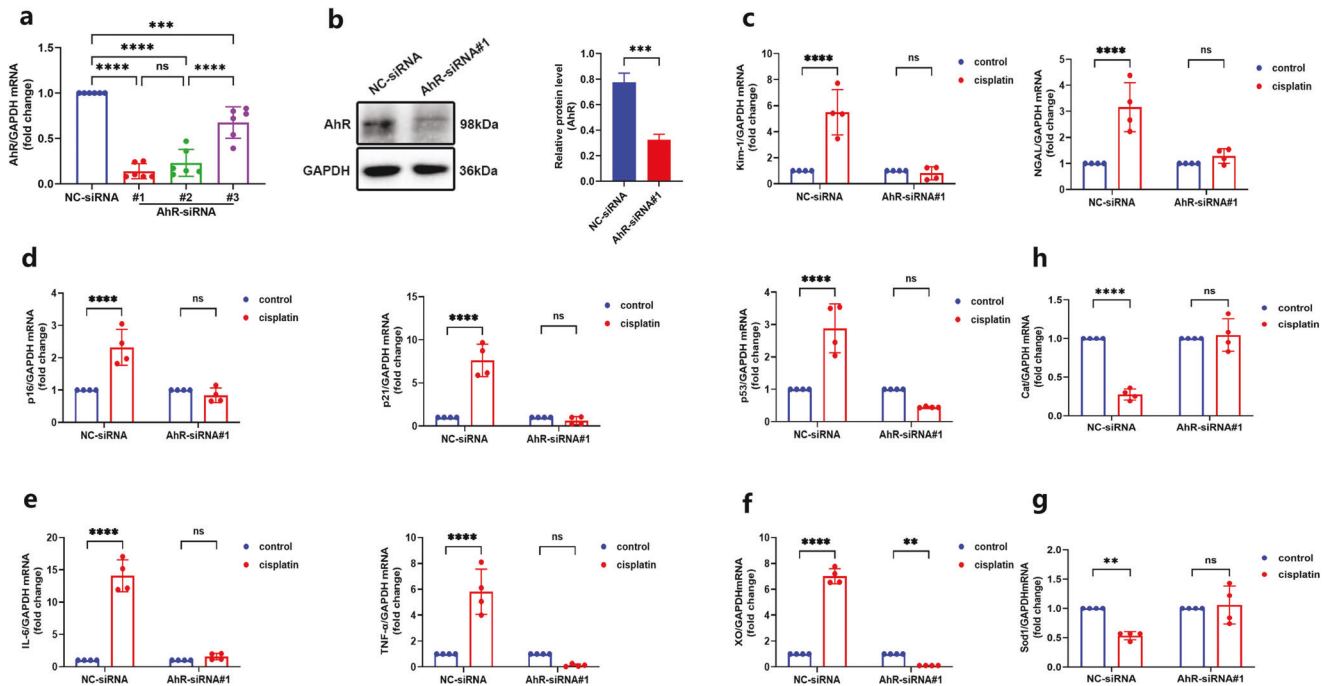 a
***
****
**** ns ****
AhR/GAPDH mRNA
(fold change)
1.5
1.0
0.5
0.0
NC-siRNA #1 #2 #3
AhR-siRNA
b
NC-siRNA AhR-siRNA#1
AhR 98kDa
GAPDH 36kDa
***
Relative protein level
(AhR)
1.0
0.8
0.6
0.4
0.2
0.0
NC-siRNA AhR-siRNA#1
c
**** ns
control
cisplatin
Kim-1/GAPDH mRNA
(fold change)
10
8
6
4
2
0
NC-siRNA AhR-siRNA#1
**** ns
control
cisplatin
NGAL/GAPDH mRNA
(fold change)
5
4
3
2
1
0
NC-siRNA AhR-siRNA#1
d
**** ns
control
cisplatin
p16/GAPDH mRNA
(fold change)
4
3
2
1
0
NC-siRNA AhR-siRNA#1
**** ns
control
cisplatin
p21/GAPDH mRNA
(fold change)
15
10
5
0
NC-siRNA AhR-siRNA#1
**** ns
control
cisplatin
p53/GAPDH mRNA
(fold change)
5
4
3
2
1
0
NC-siRNA AhR-siRNA#1
h
**** ns
control
cisplatin
Cat/GAPDH mRNA
(fold change)
1.5
1.0
0.5
0.0
NC-siRNA AhR-siRNA#1
e
**** ns
control
cisplatin
IL-6/GAPDH mRNA
(fold change)
20
15
10
5
0
NC-siRNA AhR-siRNA#1
**** ns
control
cisplatin
TNF-α/GAPDH mRNA
(fold change)
10
8
6
4
2
0
NC-siRNA AhR-siRNA#1
f
**** **
control
cisplatin
XO/GAPDHmRNA
(fold change)
10
8
6
4
2
0
NC-siRNA AhR-siRNA#1
g
** ns
control
cisplatin
Sod1/GAPDHmRNA
(fold change)
2.0
1.5
1.0
0.5
0.0
NC-siRNA AhR-siRNA#1